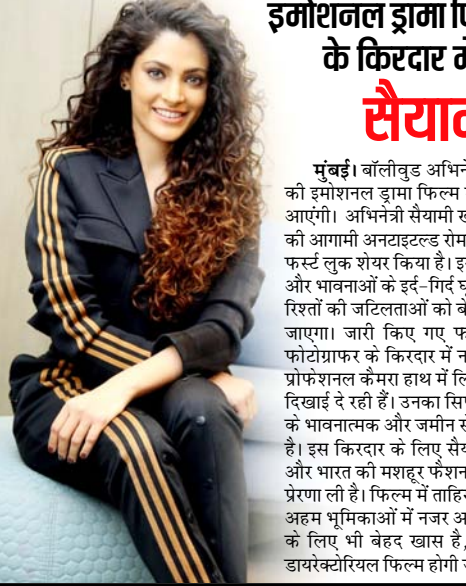 इमोशनल ड्रामा
के किरदार
मुंबई। बॉलीवुड
की इमोशनल ड्रामा फिल्म
आएंगी। अभिनेत्री सैयामी
की आगामी अनटाइटल्ड
फर्स्ट लुक शेयर किया है।
और भावनाओं के इर्द-गिर्द
रिश्तों की जटिलताओं को
जाएगा। जारी किए गए
फोटोग्राफर के किरदार में
प्रोफेशनल कैमरा हाथ में
दिखाई दे रही हैं। उनका
के भावनात्मक और जमीन
है। इस किरदार के लिए
और भारत की मशहूर
प्रेरणा ली है। फिल्म में
अहम भूमिकाओं में नजर
के लिए भी बेहद खास है,
डायरेक्टोरियल फिल्म होगी